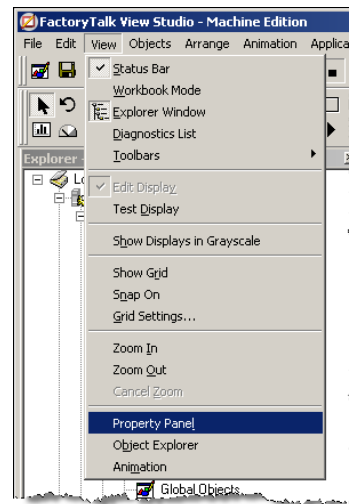 FactoryTalk View Studio - Machine Edition
File Edit View Objects Arrange Animation Applica
Status Bar
Workbook Mode
Explorer Window
Diagnostics List
Toolbars
Explorer -
Edit Display
Test Display
Show Displays in Grayscale
Show Grid
Snap On
Grid Settings...
Zoom In
Zoom Out
Cancel Zoom
Property Panel
Object Explorer
Animation
Global Objects